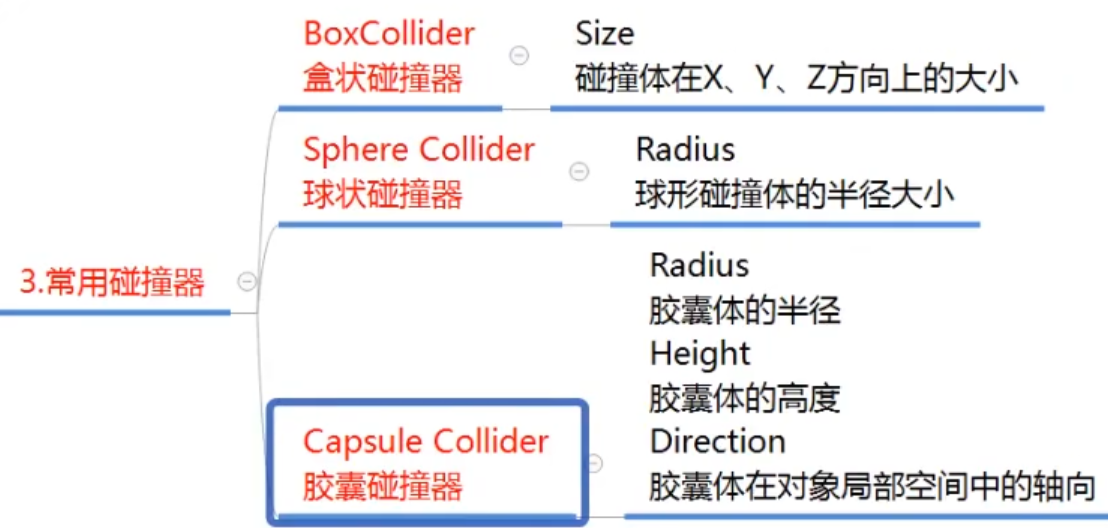 3.常用碰撞器
BoxCollider
盒状碰撞器
Size
碰撞体在X、Y、Z方向上的大小
Sphere Collider
球状碰撞器
Radius
球形碰撞体的半径大小
Capsule Collider
胶囊碰撞器
Radius
胶囊体的半径
Height
胶囊体的高度
Direction
胶囊体在对象局部空间中的轴向